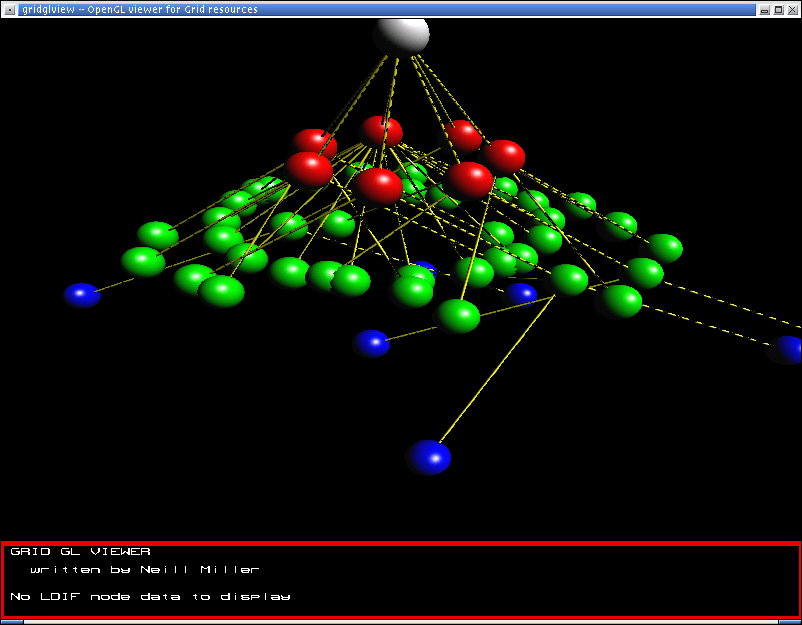 gridglview -- OpenGL viewer for Grid resources
GRID GL VIEWER
written by Neill Miller
No LDIF node data to display